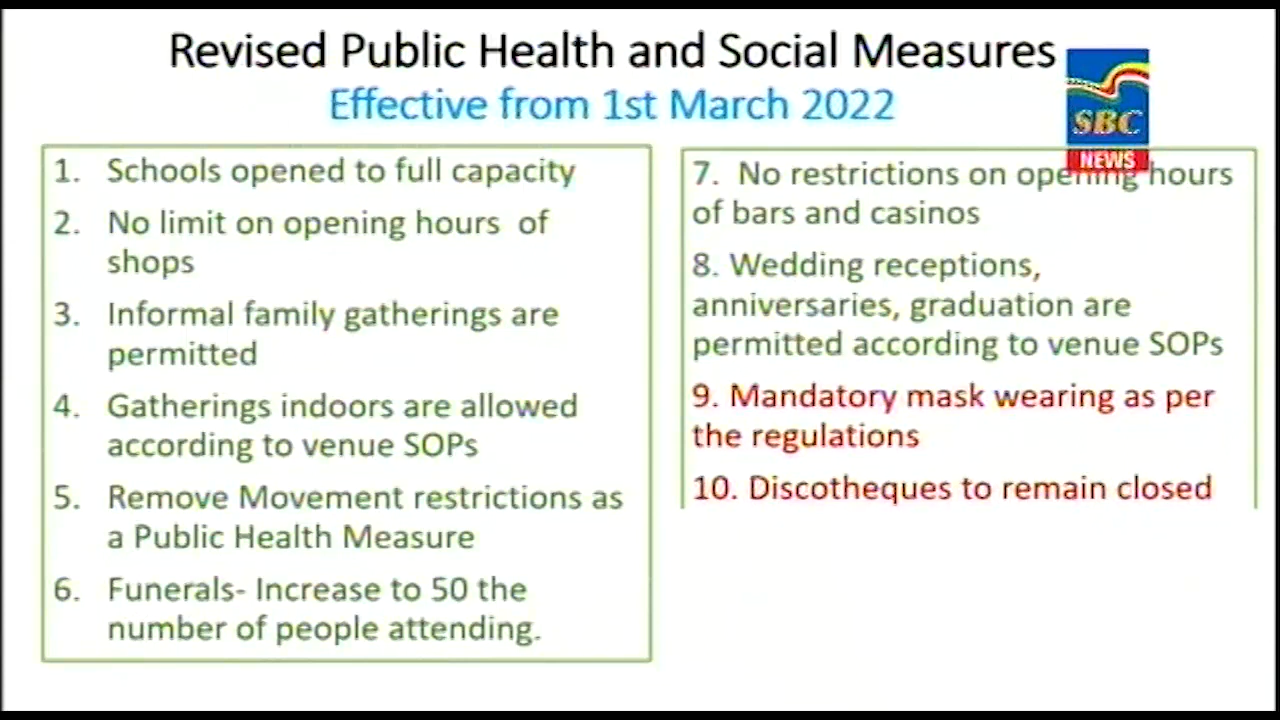 Revised Public Health and Social Measures
Effective from 1st March 2022
SBC
NEWS
1. Schools opened to full capacity
2. No limit on opening hours of
shops
3. Informal family gatherings are
permitted
4. Gatherings indoors are allowed
according to venue SOPs
5. Remove Movement restrictions as
a Public Health Measure
6. Funerals- Increase to 50 the
number of people attending.
7. No restrictions on opening hours
of bars and casinos
8. Wedding receptions,
anniversaries, graduation are
permitted according to venue SOPs
9. Mandatory mask wearing as per
the regulations
10. Discotheques to remain closed